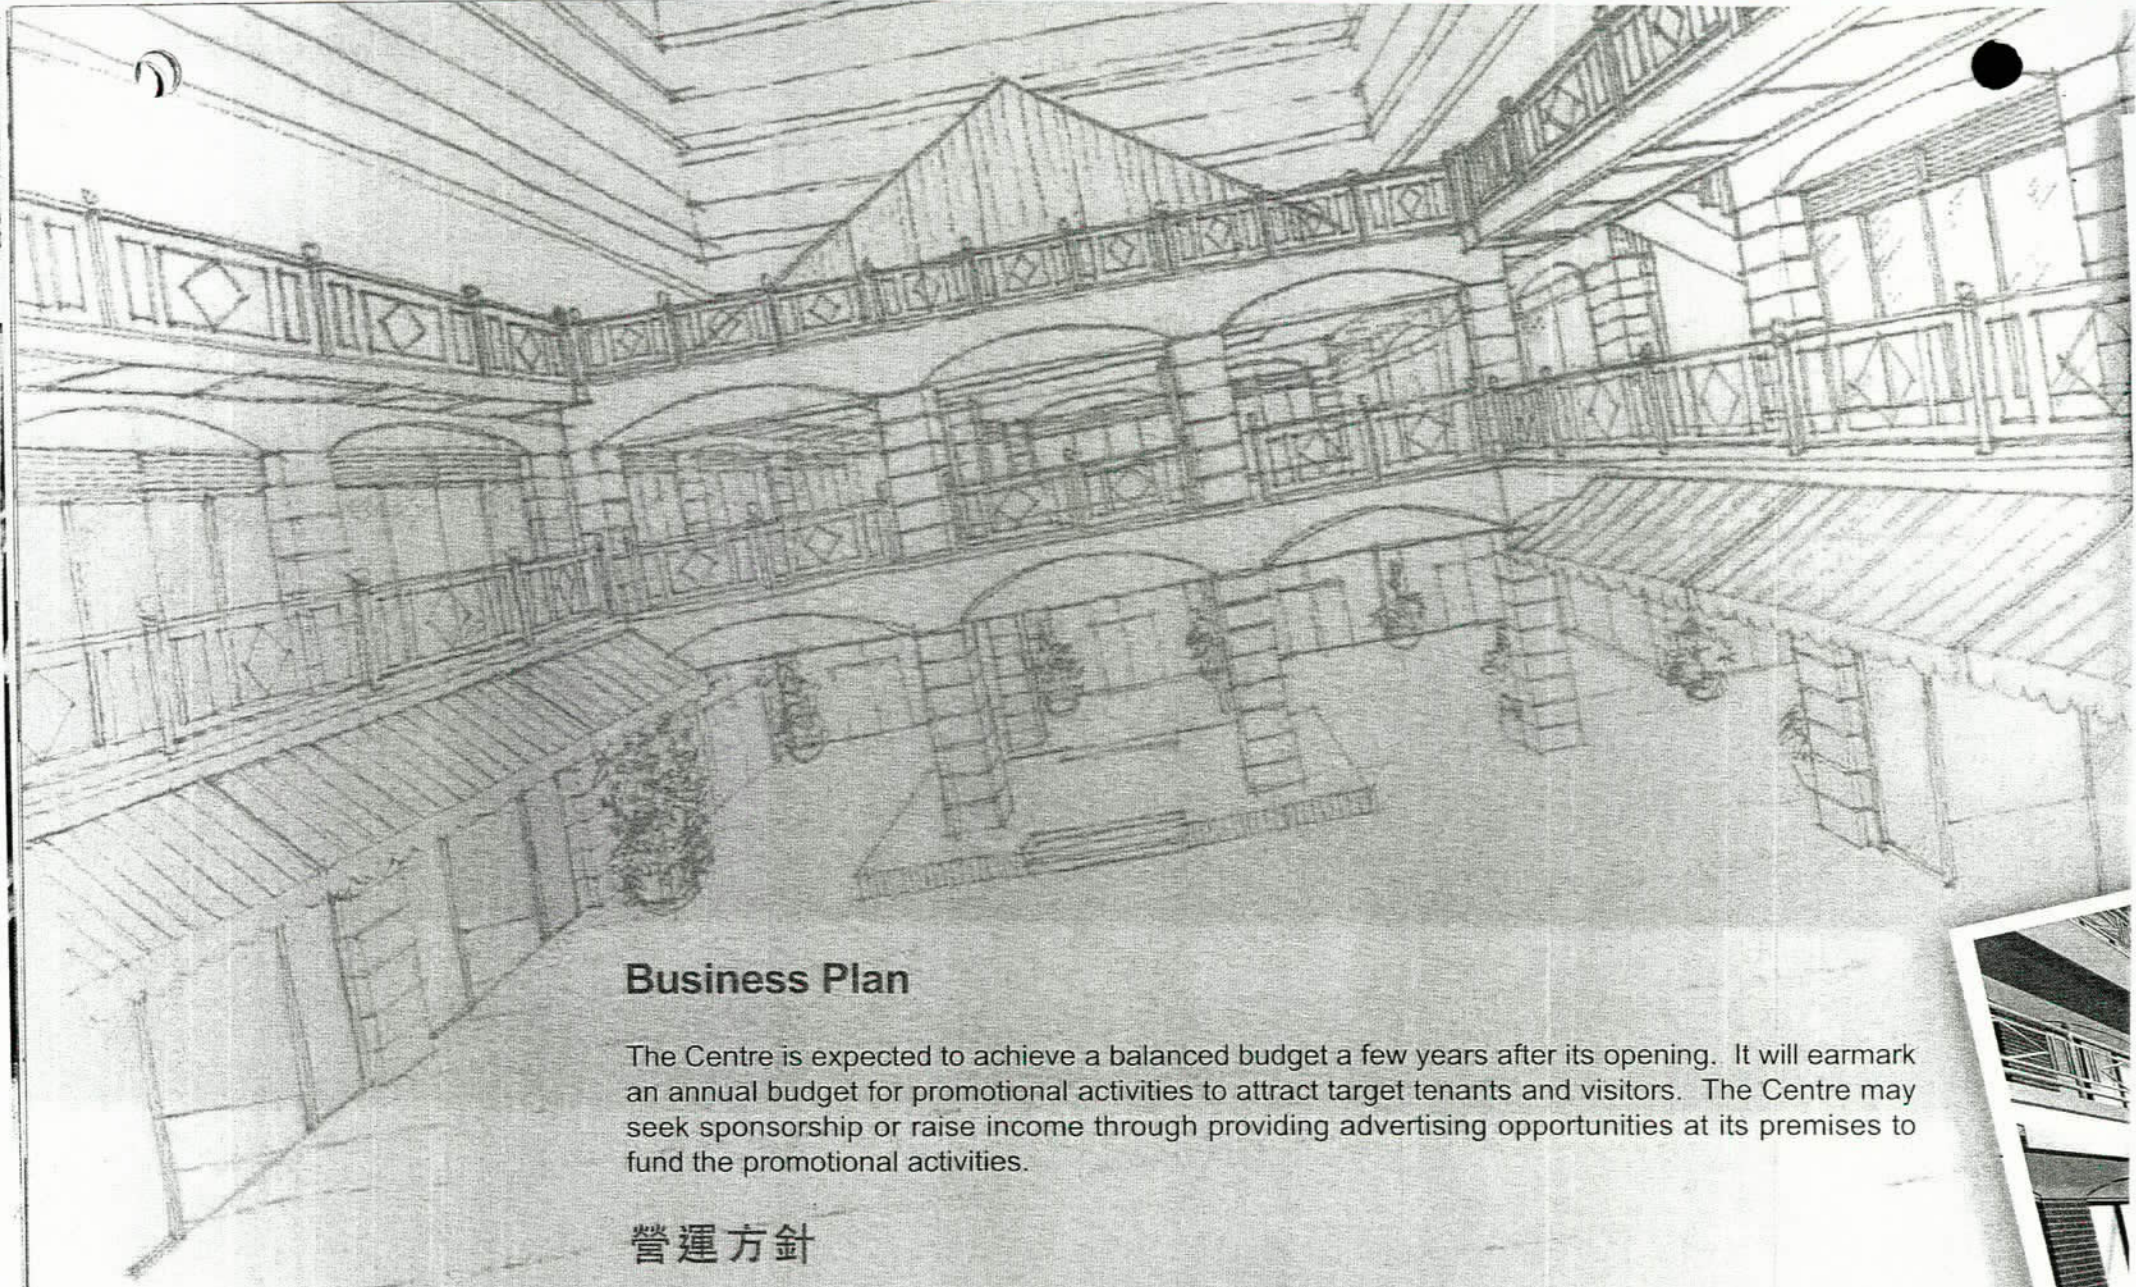 Business Plan
The Centre is expected to achieve a balanced budget a few years after its opening.  It will earmark
an annual budget for promotional activities to attract target tenants and visitors.  The Centre may
seek sponsorship or raise income through providing advertising opportunities at its premises to
fund the promotional activities.
營運方針